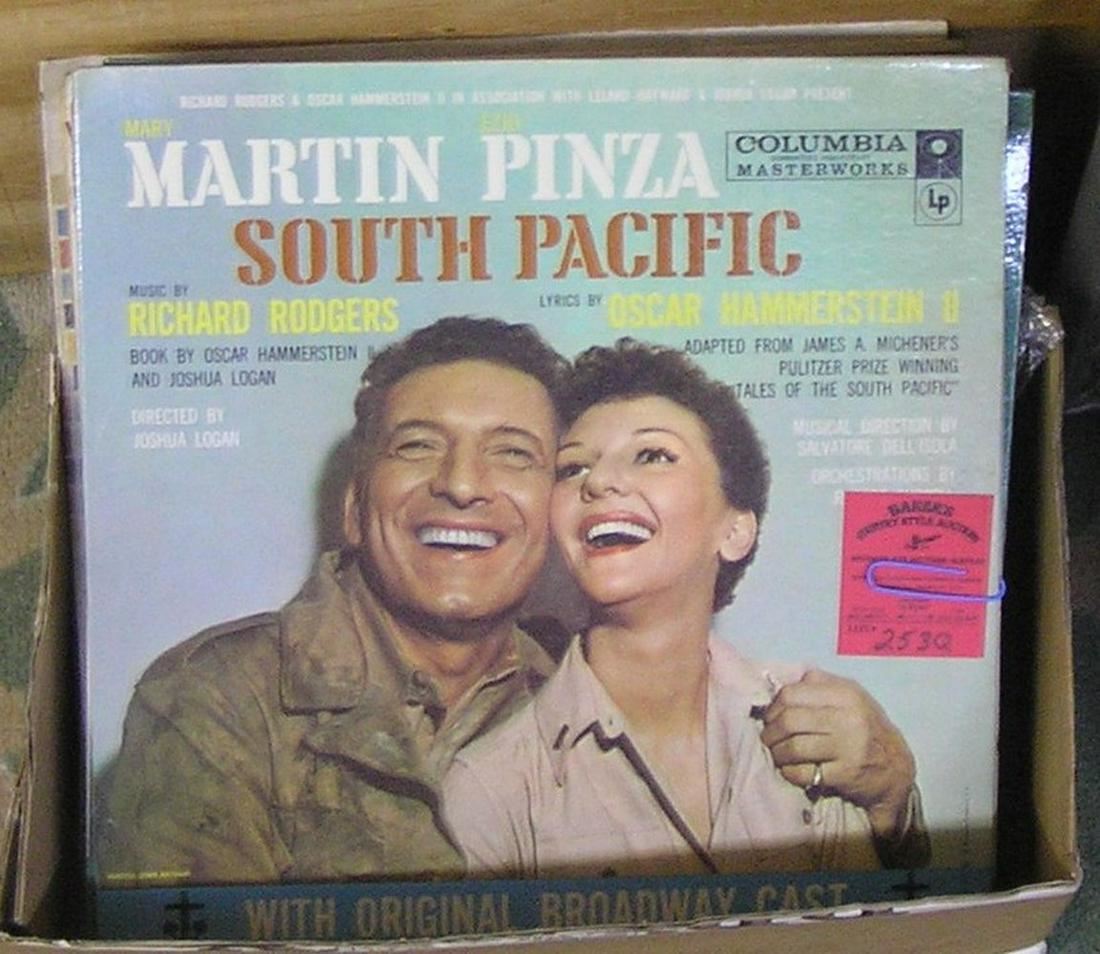 RICHARD RODGERS & OSCAR HAMMERSTEIN II IN ASSOCIATION WITH LELAND HAYWARD & JOSHUA LOGAN PRESENT
MARY EZIO
MARTIN PINZA
COLUMBIA
MASTERWORKS
Lp
SOUTH PACIFIC
MUSIC BY
RICHARD RODGERS
LYRICS BY OSCAR HAMMERSTEIN II
BOOK BY OSCAR HAMMERSTEIN II
AND JOSHUA LOGAN
ADAPTED FROM JAMES A. MICHENER'S
PULITZER PRIZE WINNING
TALES OF THE SOUTH PACIFIC"
DIRECTED BY
JOSHUA LOGAN
MUSICAL DIRECTION BY
SALVATORE DELL'ISOLA
ORCHESTRATIONS BY
COUNTRY STYLE AUCTION
2530
WITH ORIGINAL BROADWAY CAST